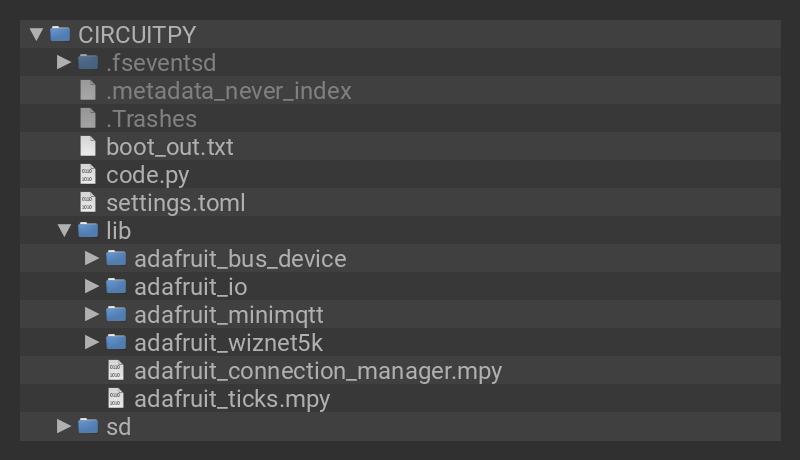 CIRCUITPY
.fseventsd
.metadata_never_index
.Trashes
boot_out.txt
code.py
settings.toml
lib
adafruit_bus_device
adafruit_io
adafruit_minimqtt
adafruit_wiznet5k
adafruit_connection_manager.mpy
adafruit_ticks.mpy
sd